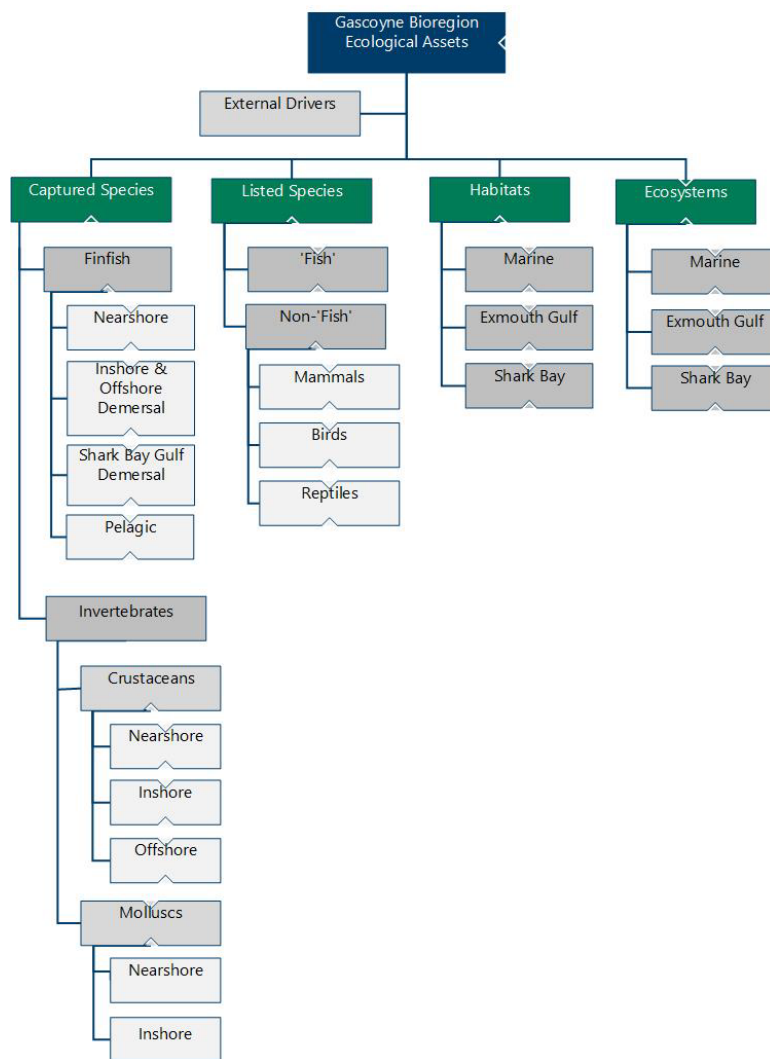 Gascoyne Bioregion
Ecological Assets
External Drivers
Captured Species
Listed Species
Habitats
Ecosystems
Finfish
Nearshore
Inshore &
Offshore
Demersal
Shark Bay Gulf
Demersal
Pelagic
Invertebrates
Crustaceans
Nearshore
Inshore
Offshore
Molluscs
Nearshore
Inshore
'Fish'
Non-'Fish'
Mammals
Birds
Reptiles
Marine
Exmouth Gulf
Shark Bay
Marine
Exmouth Gulf
Shark Bay